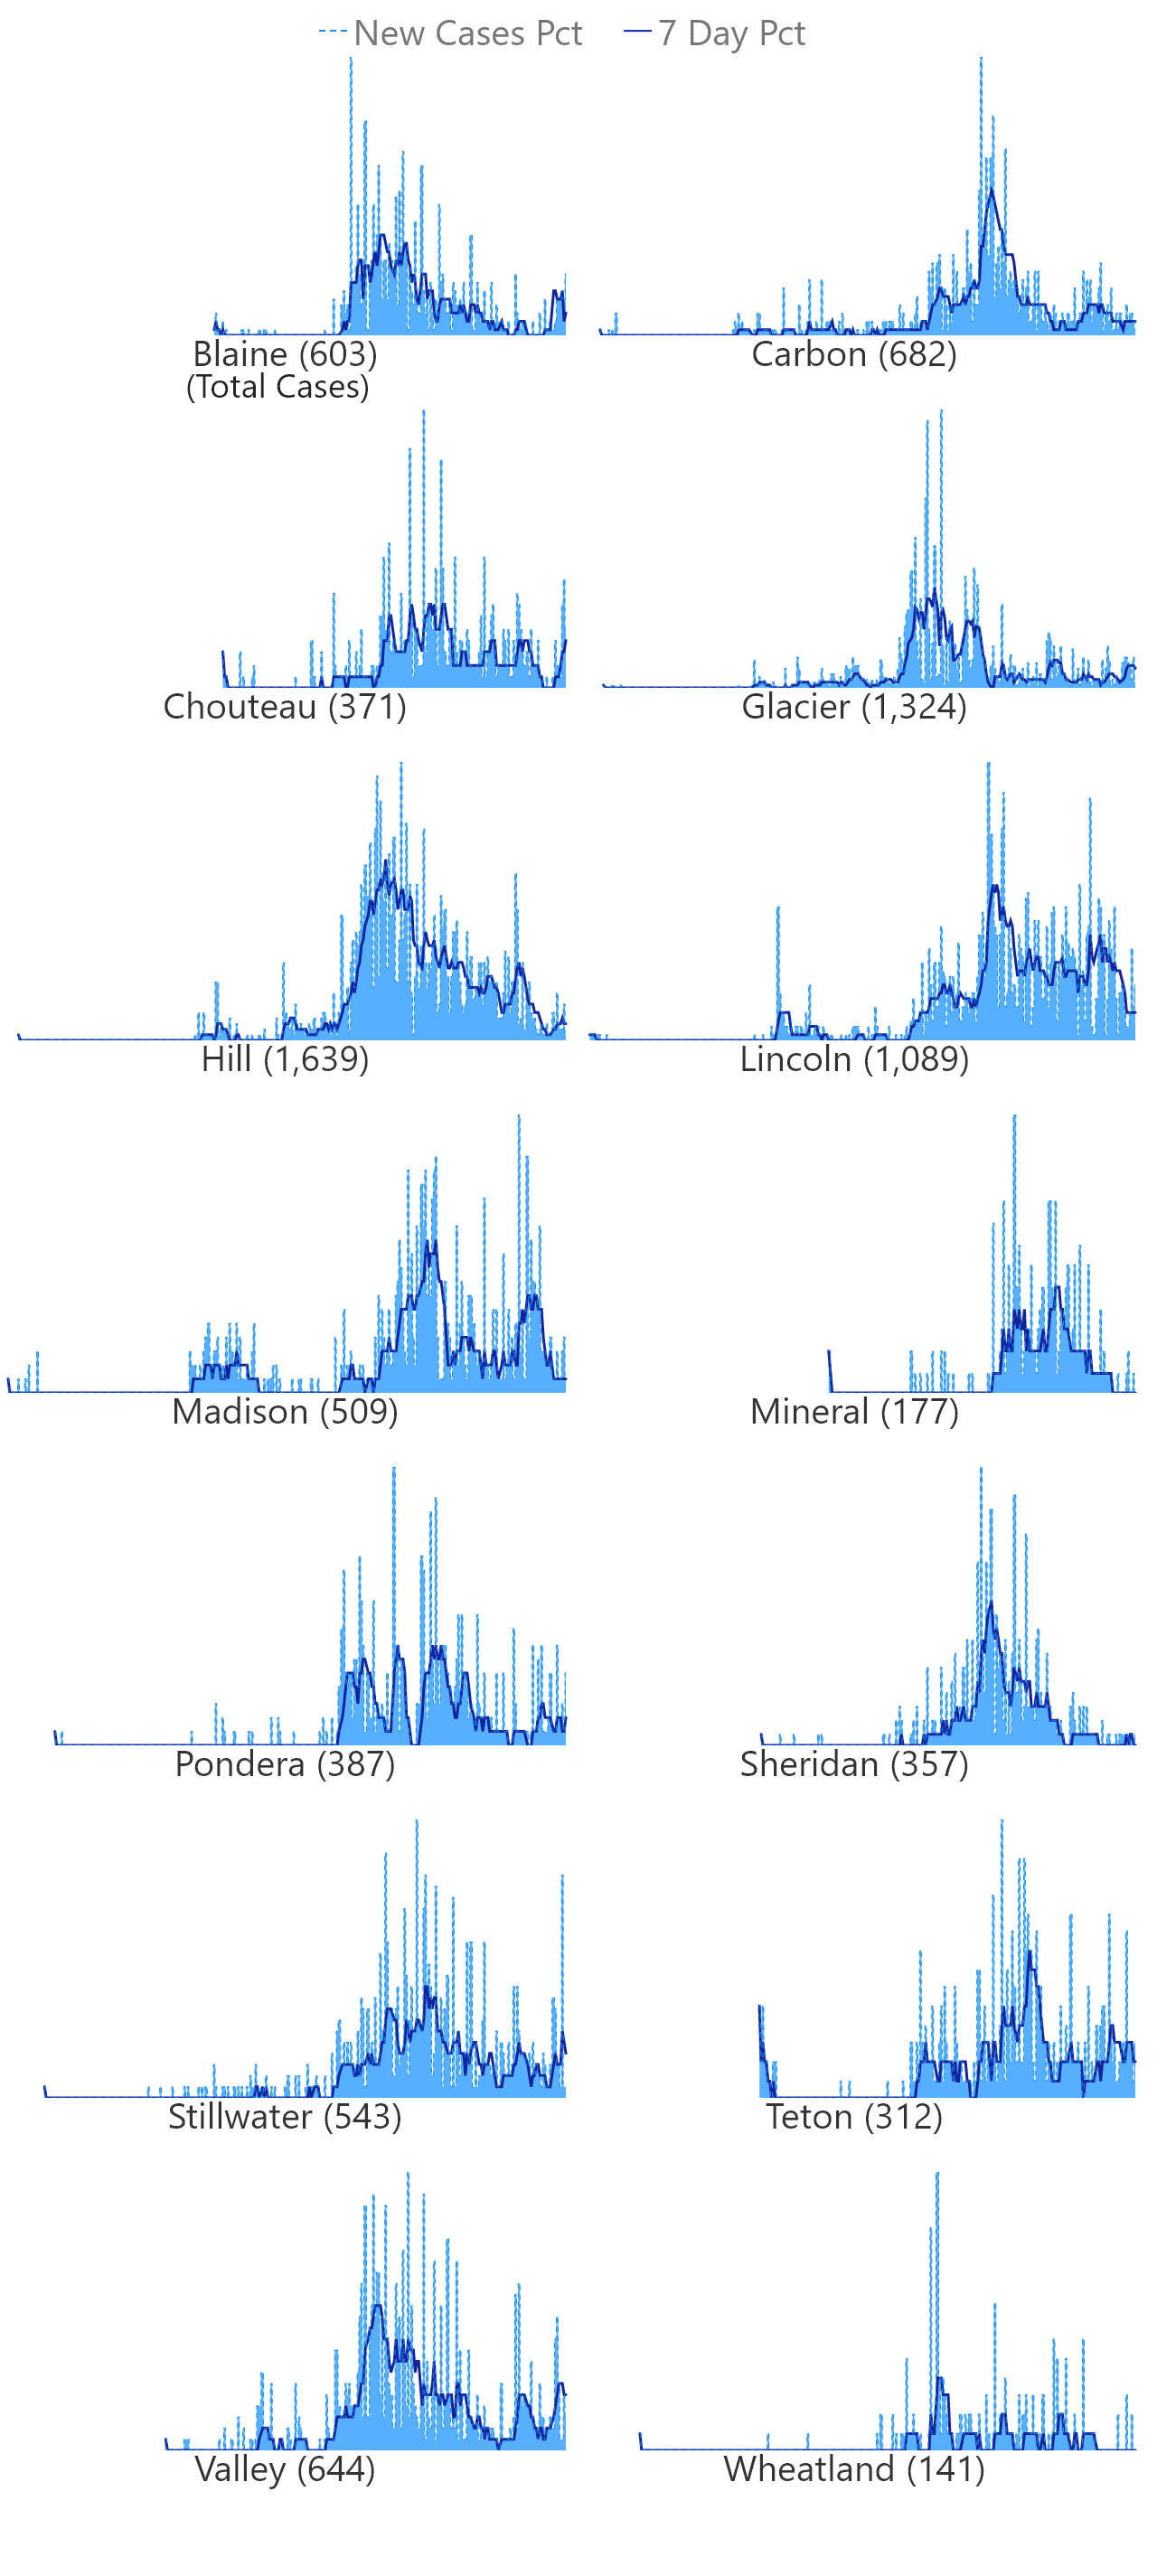 New Cases Pct 7 Day Pct
Blaine (603) Carbon (682)
(Total Cases)
Chouteau (371) Glacier (1,324)
Hill (1,639) Lincoln (1,089)
Madison (509) Mineral (177)
Pondera (387) Sheridan (357)
Stillwater (543) Teton (312)
Valley (644) Wheatland (141)